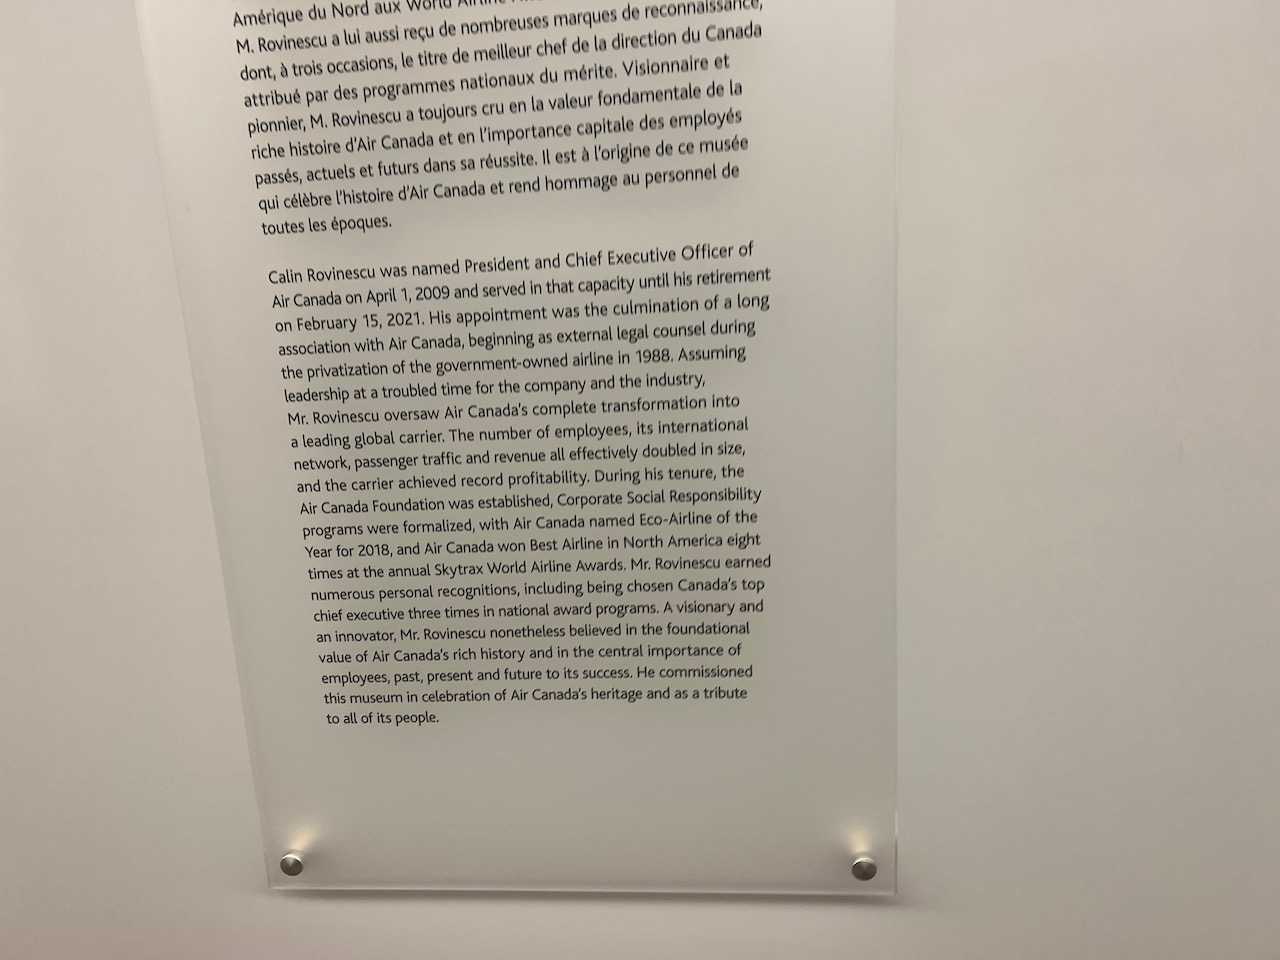 Amérique du Nord aux World Airline
M. Rovinescu a lui aussi reçu de nombreuses marques de reconnaissance,
dont, à trois occasions, le titre de meilleur chef de la direction du Canada
attribué par des programmes nationaux du mérite. Visionnaire et
pionnier, M. Rovinescu a toujours cru en la valeur fondamentale de la
riche histoire d'Air Canada et en l'importance capitale des employés
passés, actuels et futurs dans sa réussite. Il est à l'origine de ce musée
qui célèbre l'histoire d'Air Canada et rend hommage au personnel de
toutes les époques.
Calin Rovinescu was named President and Chief Executive Officer of
Air Canada on April 1, 2009 and served in that capacity until his retirement
on February 15, 2021. His appointment was the culmination of a long
association with Air Canada, beginning as external legal counsel during
the privatization of the government-owned airline in 1988. Assuming
leadership at a troubled time for the company and the industry,
Mr. Rovinescu oversaw Air Canada's complete transformation into
a leading global carrier. The number of employees, its international
network, passenger traffic and revenue all effectively doubled in size,
and the carrier achieved record profitability. During his tenure, the
Air Canada Foundation was established, Corporate Social Responsibility
programs were formalized, with Air Canada named Eco-Airline of the
Year for 2018, and Air Canada won Best Airline in North America eight
times at the annual Skytrax World Airline Awards. Mr. Rovinescu earned
numerous personal recognitions, including being chosen Canada's top
chief executive three times in national award programs. A visionary and
an innovator, Mr. Rovinescu nonetheless believed in the foundational
value of Air Canada's rich history and in the central importance of
employees, past, present and future to its success. He commissioned
this museum in celebration of Air Canada's heritage and as a tribute
to all of its people.